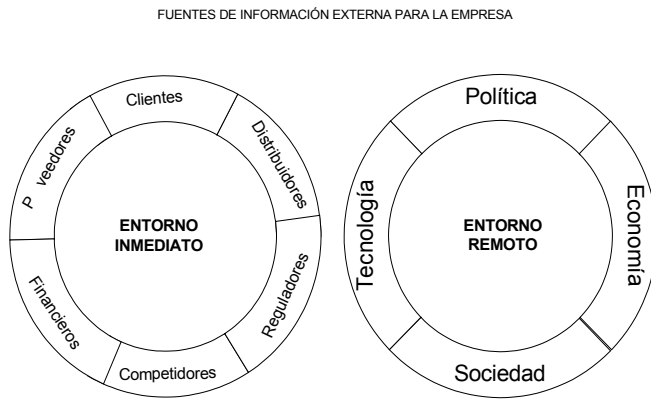 FUENTES DE INFORMACIÓN EXTERNA PARA LA EMPRESA
Clientes
Distribuidores
Reguladores
Competidores
Financieros
P veedores
ENTORNO
INMEDIATO
Política
Economía
Sociedad
Tecnología
ENTORNO
REMOTO